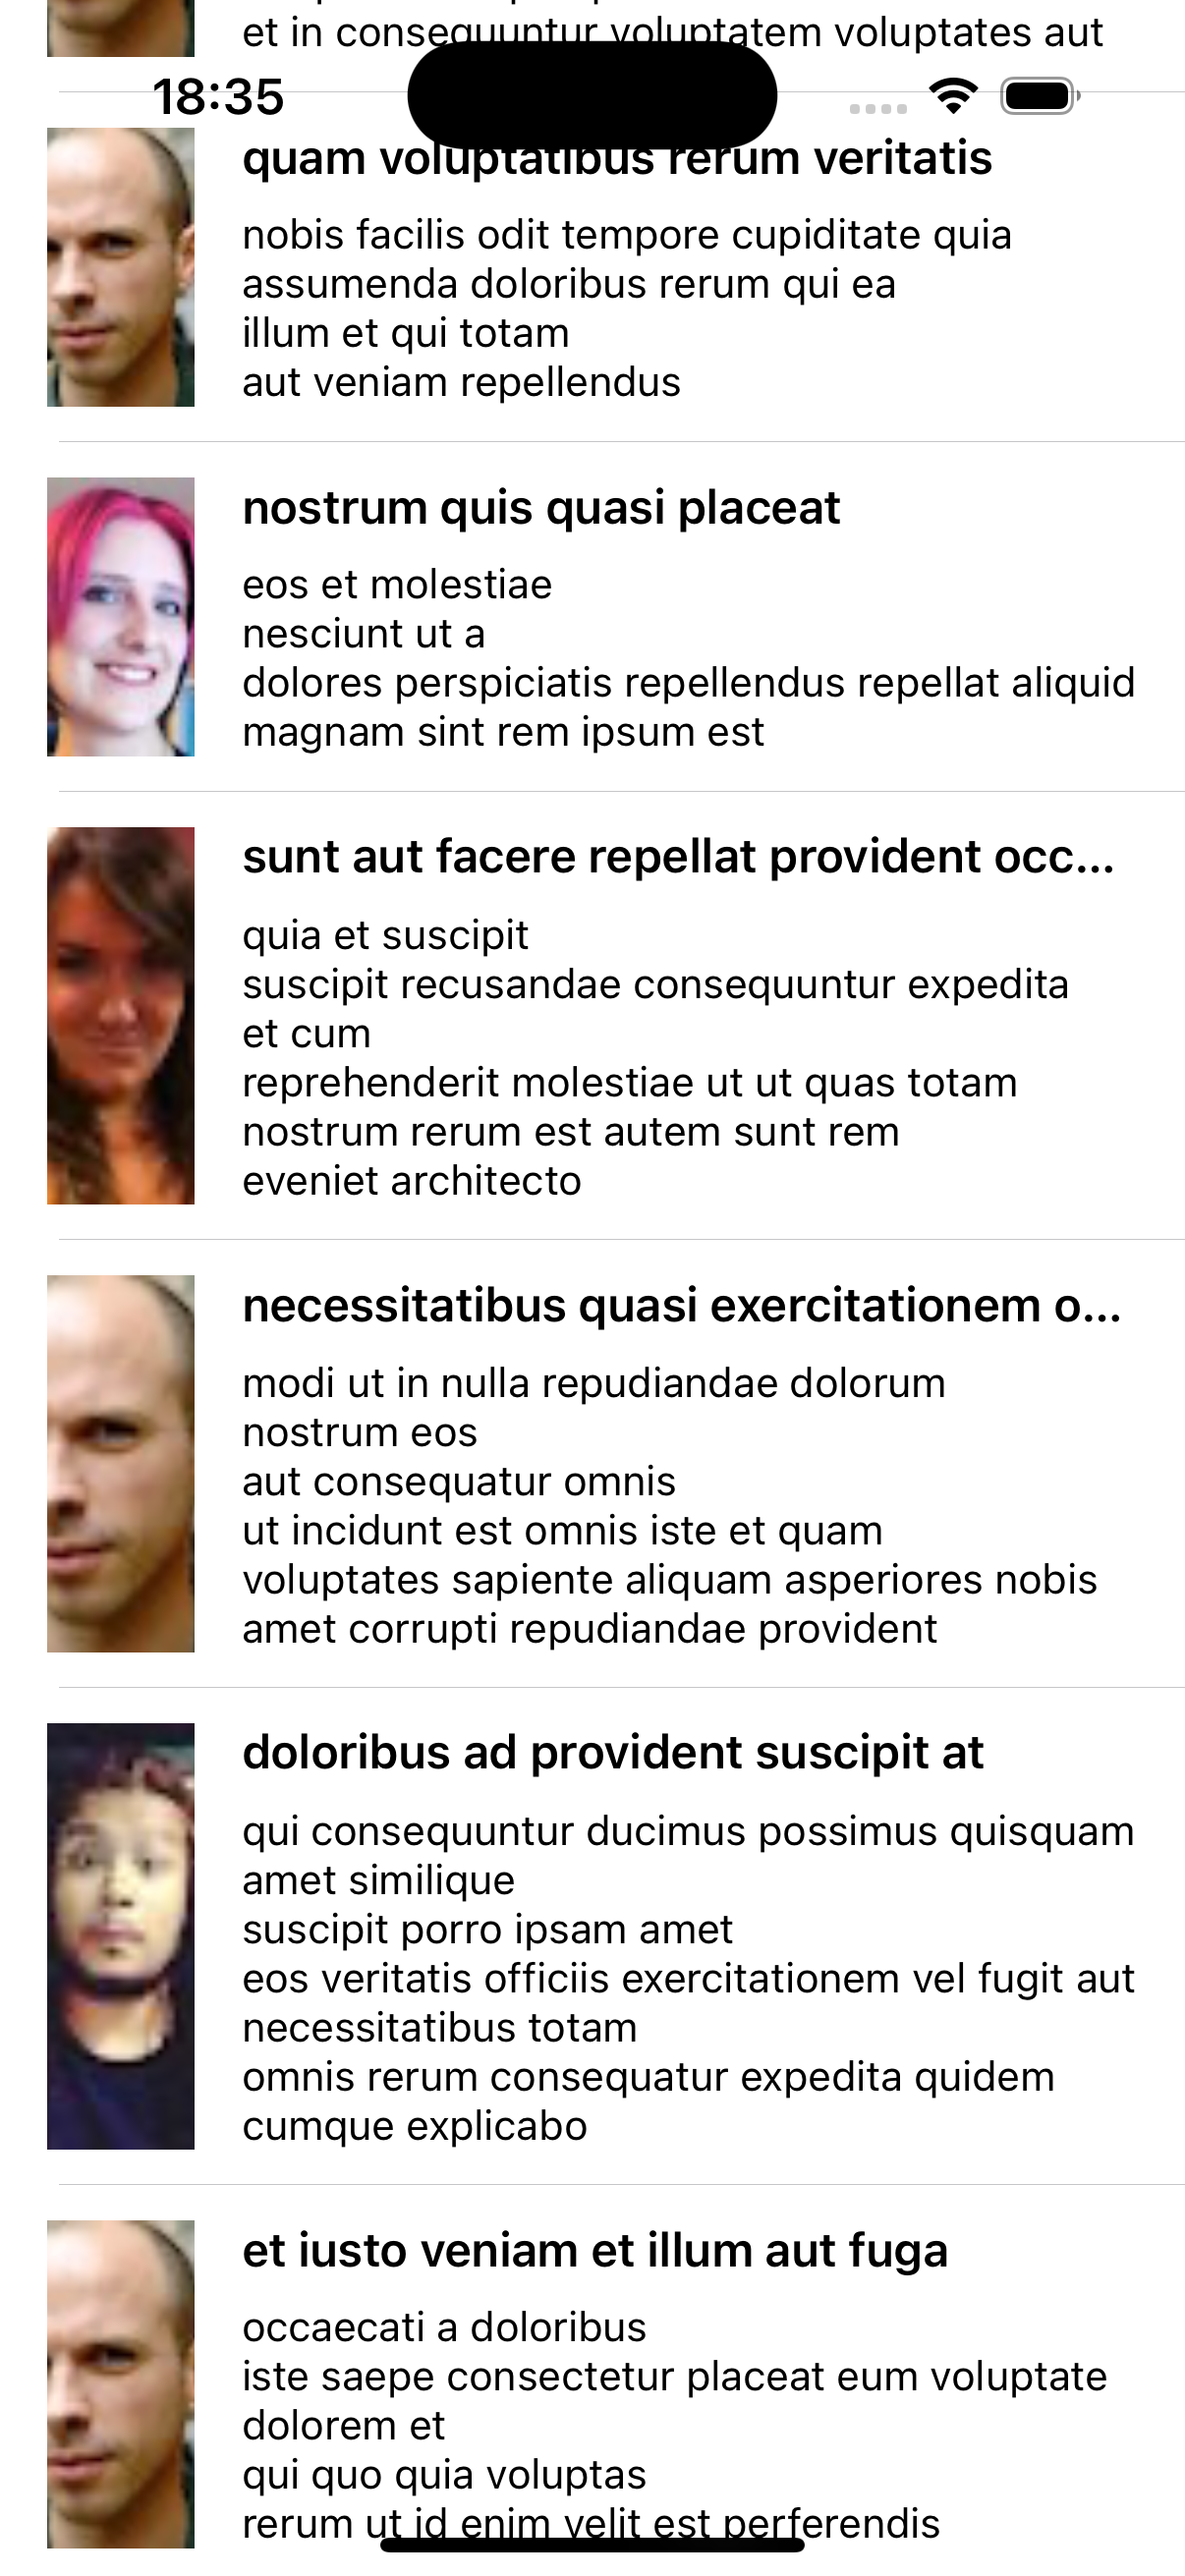 et in consequuntur voluptatem voluptates aut
18:35
quam voluptatibus rerum veritatis
nobis facilis odit tempore cupiditate quia
assumenda doloribus rerum qui ea
illum et qui totam
aut veniam repellendus
nostrum quis quasi placeat
eos et molestiae
nesciunt ut a
dolores perspiciatis repellendus repellat aliquid
magnam sint rem ipsum est
sunt aut facere repellat provident occ...
quia et suscipit
suscipit recusandae consequuntur expedita
et cum
reprehenderit molestiae ut ut quas totam
nostrum rerum est autem sunt rem
eveniet architecto
necessitatibus quasi exercitationem o...
modi ut in nulla repudiandae dolorum
nostrum eos
aut consequatur omnis
ut incidunt est omnis iste et quam
voluptates sapiente aliquam asperiores nobis
amet corrupti repudiandae provident
doloribus ad provident suscipit at
qui consequuntur ducimus possimus quisquam
amet similique
suscipit porro ipsam amet
eos veritatis officiis exercitationem vel fugit aut
necessitatibus totam
omnis rerum consequatur expedita quidem
cumque explicabo
et iusto veniam et illum aut fuga
occaecati a doloribus
iste saepe consectetur placeat eum voluptate
dolorem et
qui quo quia voluptas
rerum ut id enim velit est perferendis